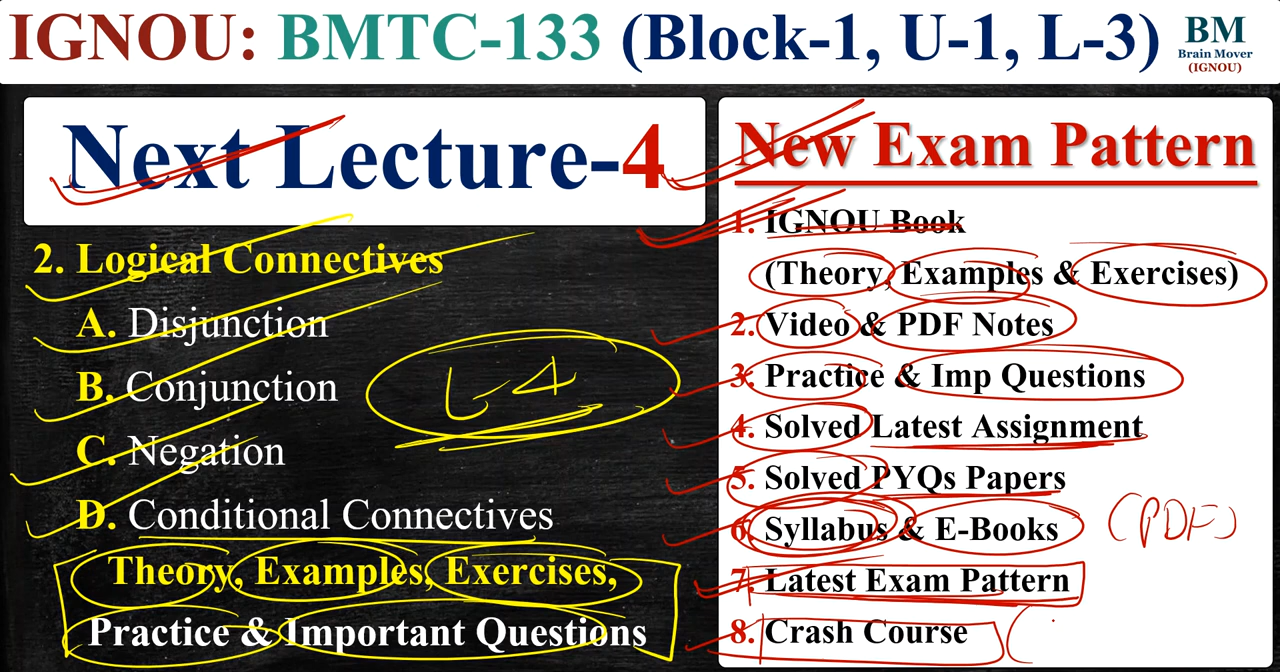 IGNOU: BMTC-133 (Block-1, U-1, L-3)
BM
Brain Mover
(IGNOU)
Next Lecture-4
2. Logical Connectives
A. Disjunction
B. Conjunction
L-4
C. Negation
D. Conditional Connectives
Theory, Examples, Exercises,
Practice & Important Questions
New Exam Pattern
1. IGNOU Book
(Theory, Examples & Exercises)
2. Video & PDF Notes
3. Practice & Imp Questions
4. Solved Latest Assignment
5. Solved PYQs Papers
6. Syllabus & E-Books
(PDF)
7. Latest Exam Pattern
8. Crash Course